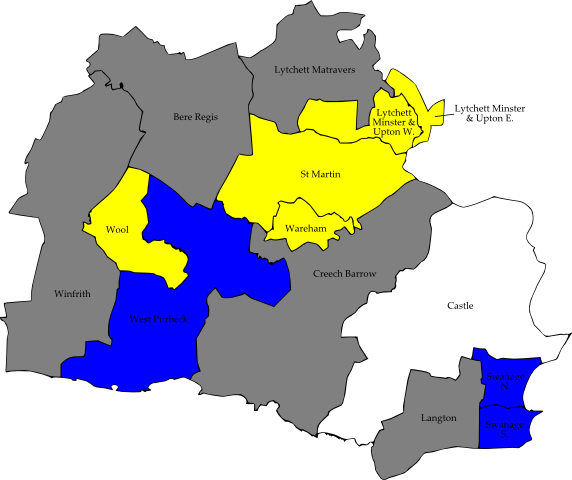 Lytchett Matravers
Bere Regis
Lytchett
Minster &
Upton W.
Lytchett Minster
& Upton E.
St Martin
Wool
Wareham
Creech Barrow
Winfrith
West Purbeck
Castle
Swanage
N.
Langton
Swanage
S.